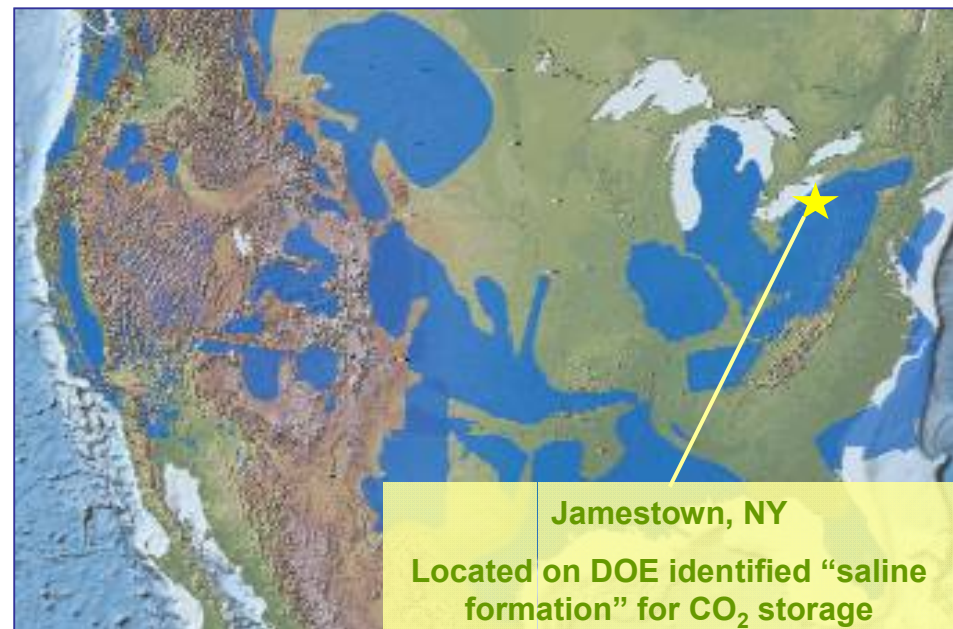 Jamestown, NY
Located on DOE identified “saline
formation” for CO₂ storage